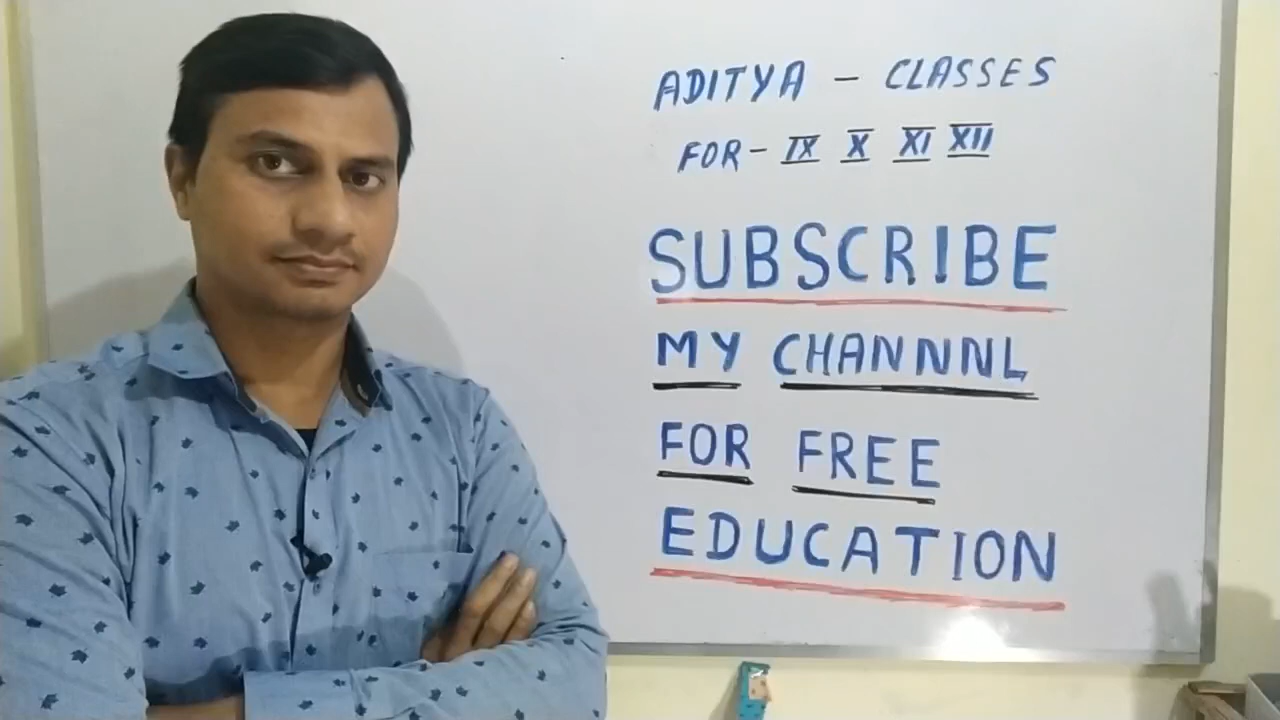 ADITYA - CLASSES
FOR - IX X XI XII
SUBSCRIBE
MY CHANNNL
FOR FREE
EDUCATION